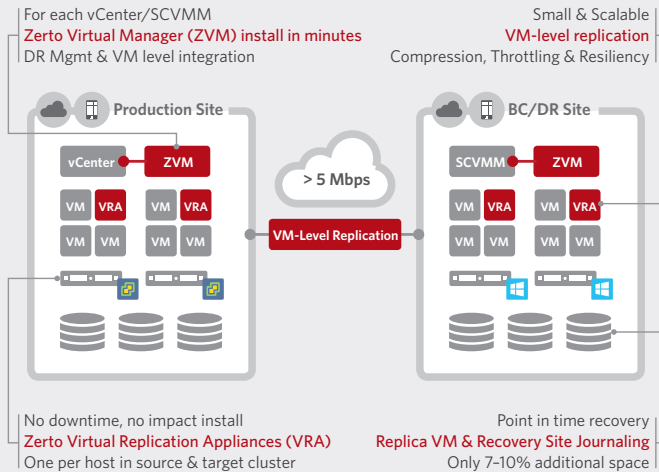 For each vCenter/SCVMM
Zerto Virtual Manager (ZVM) install in minutes
DR Mgmt & VM level integration
Small & Scalable
VM-level replication
Compression, Throttling & Resiliency
Production Site
vCenter
ZVM
VM VRA VM VRA
VM VM VM VM
> 5 Mbps
VM-Level Replication
BC/DR Site
SCVMM
ZVM
VM VRA VM VRA
VM VM VM VM
No downtime, no impact install
Zerto Virtual Replication Appliances (VRA)
One per host in source & target cluster
Point in time recovery
Replica VM & Recovery Site Journaling
Only 7–10% additional space